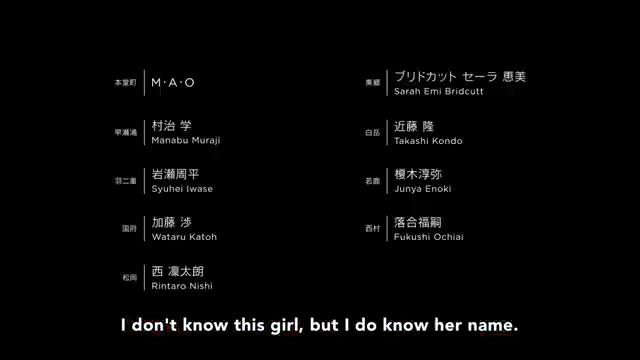 本堂町 M・A・O
東郷 ブリドカット セーラ 恵美
Sarah Emi Bridcutt
早瀬浦 村治 学
Manabu Muraji
白岳 近藤 隆
Takashi Kondo
羽二重 岩瀬周平
Syuhei Iwase
若鹿 榎木淳弥
Junya Enoki
国府 加藤 渉
Wataru Katoh
西村 落合福嗣
Fukushi Ochiai
松岡 西 凛太朗
Rintaro Nishi
I don't know this girl, but I do know her name.